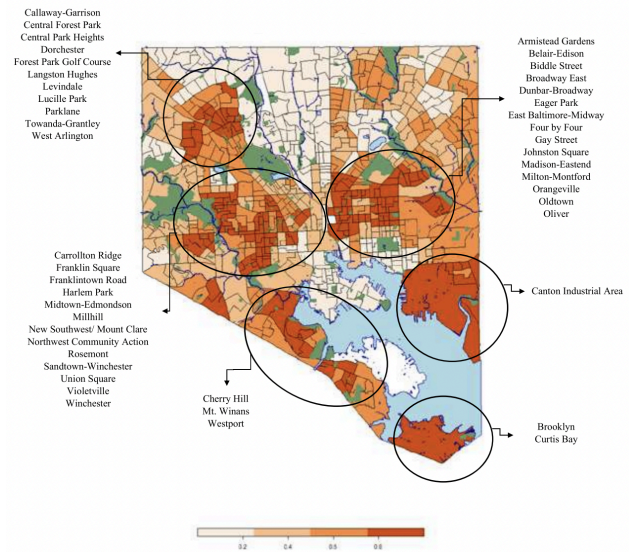 Callaway-Garrison
Central Forest Park
Central Park Heights
Dorchester
Forest Park Golf Course
Langston Hughes
Levindale
Lucille Park
Parklane
Towanda-Grantley
West Arlington
Armistead Gardens
Belair-Edison
Biddle Street
Broadway East
Dunbar-Broadway
Eager Park
East Baltimore-Midway
Four by Four
Gay Street
Johnston Square
Madison-Eastend
Milton-Montford
Orangeville
Oldtown
Oliver
Carrollton Ridge
Franklin Square
Franklintown Road
Harlem Park
Midtown-Edmondson
Millhill
New Southwest/ Mount Clare
Northwest Community Action
Rosemont
Sandtown-Winchester
Union Square
Violetville
Winchester
Canton Industrial Area
Cherry Hill
Mt. Winans
Westport
Brooklyn
Curtis Bay
0.2 0.4 0.5 0.6